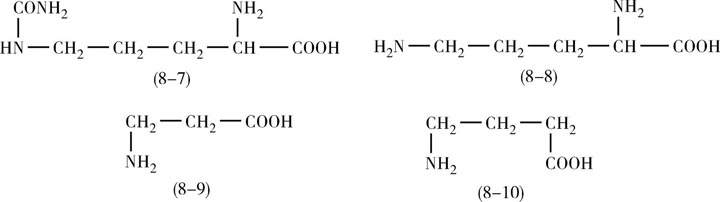 CONH₂ NH₂
HN—CH₂—CH₂—CH₂—CH—COOH
(8–7)
NH₂
H₂N—CH₂—CH₂—CH₂—CH—COOH
(8–8)
CH₂—CH₂—COOH
NH₂
(8–9)
CH₂—CH₂—CH₂
NH₂ COOH
(8–10)